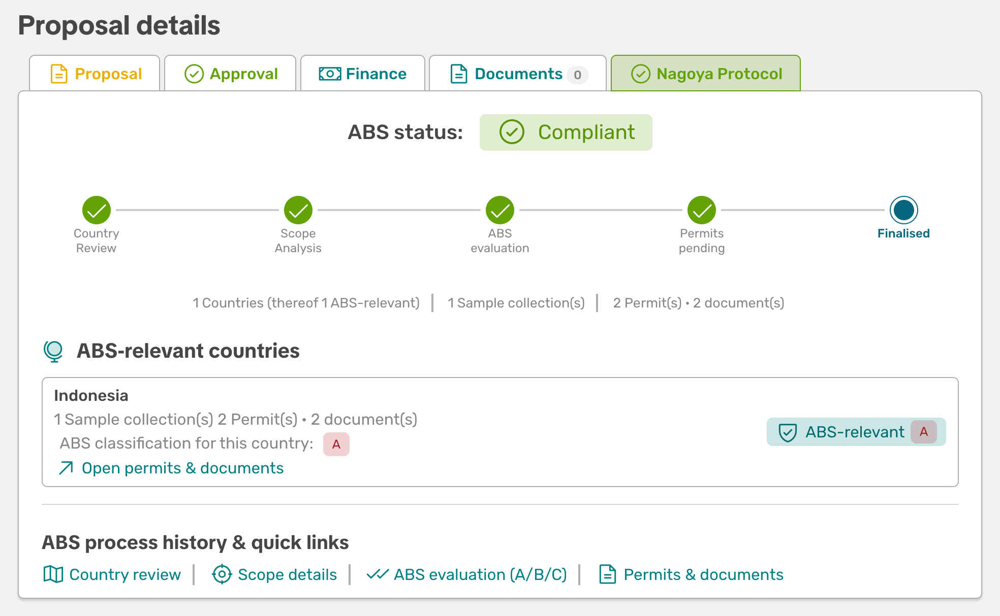 Proposal details
Proposal Approval Finance Documents 0 Nagoya Protocol
ABS status: Compliant
Country Review
Scope Analysis
ABS evaluation
Permits pending
Finalised
1 Countries (thereof 1 ABS-relevant) | 1 Sample collection(s) | 2 Permit(s) • 2 document(s)
ABS-relevant countries
Indonesia
1 Sample collection(s) 2 Permit(s) • 2 document(s)
ABS classification for this country: A
Open permits & documents
ABS-relevant A
ABS process history & quick links
Country review | Scope details | ABS evaluation (A/B/C) | Permits & documents